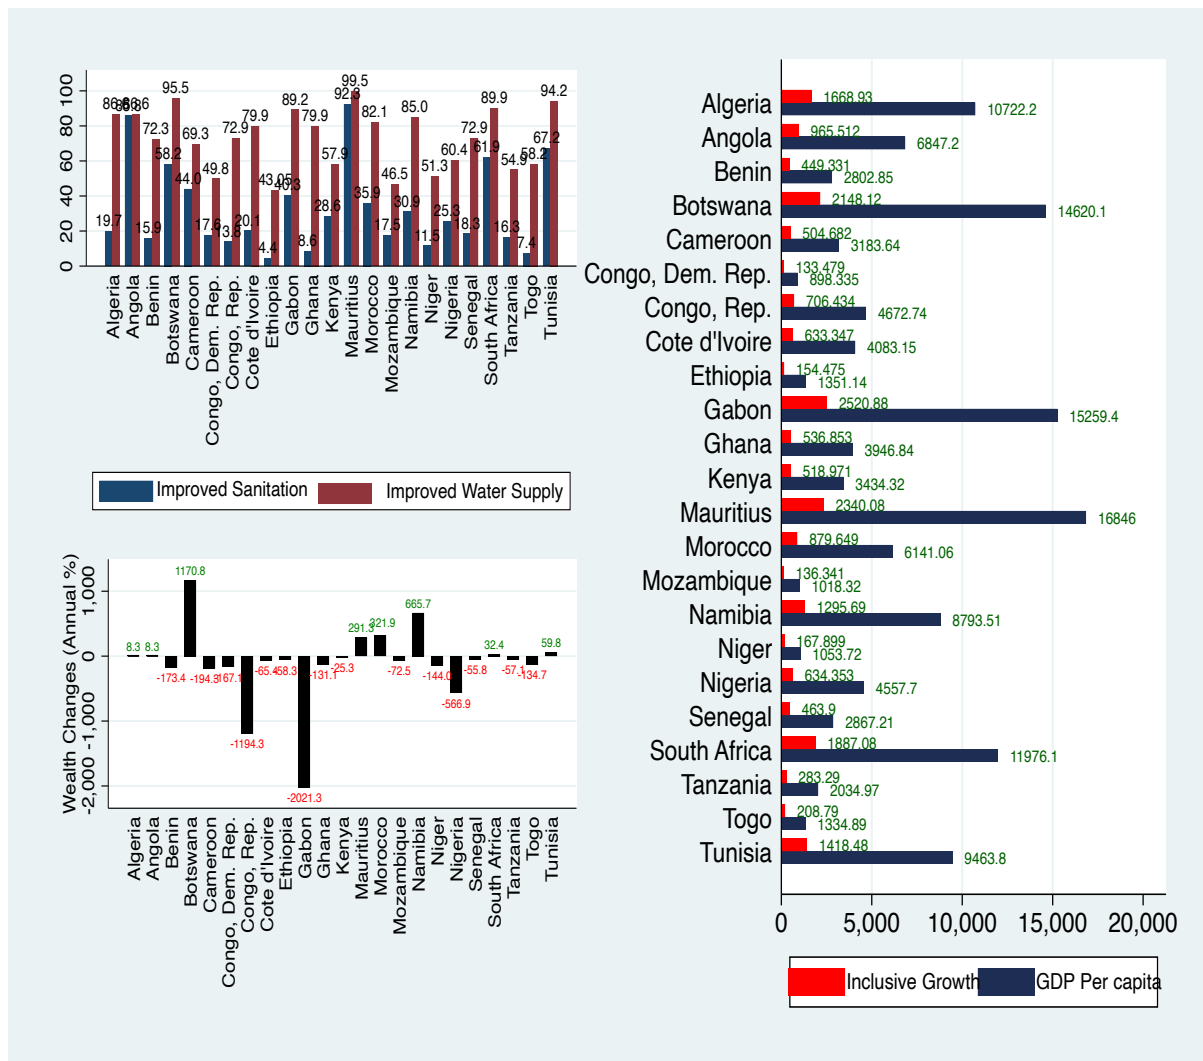 100
80
60
40
20
0
19.7
86.6
85.8
86.6
15.9
72.3
58.2
95.5
44.0
69.3
17.6
49.8
13.8
72.9
20.1
79.9
4.4
43.05
40.3
89.2
8.6
79.9
28.6
57.9
92.3
99.5
35.9
82.1
17.5
46.5
30.9
85.0
11.5
51.3
25.3
60.4
18.3
72.9
61.9
89.9
16.3
54.9
7.4
58.2
67.2
94.2
Algeria
Angola
Benin
Botswana
Cameroon
Congo, Dem. Rep.
Congo, Rep.
Cote d'Ivoire
Ethiopia
Gabon
Ghana
Kenya
Mauritius
Morocco
Mozambique
Namibia
Niger
Nigeria
Senegal
South Africa
Tanzania
Togo
Tunisia
Improved Sanitation
Improved Water Supply
Wealth Changes (Annual %)
1,000
0
-1,000
-2,000
8.3
8.3
-173.4
1170.8
-194.8
-167.1
-1194.3
-65.4
-58.3
-2021.3
-131.1
-25.3
291.3
321.9
-72.5
665.7
-144.0
-566.9
-55.8
32.4
-57.1
-134.7
59.8
Algeria
Angola
Benin
Botswana
Cameroon
Congo, Dem. Rep.
Congo, Rep.
Cote d'Ivoire
Ethiopia
Gabon
Ghana
Kenya
Mauritius
Morocco
Mozambique
Namibia
Niger
Nigeria
Senegal
South Africa
Tanzania
Togo
Tunisia
Algeria 1668.93
10722.2
Angola 965.512
6847.2
Benin 449.331
2802.85
Botswana 2148.12
14620.1
Cameroon 504.682
3183.64
Congo, Dem. Rep. 133.479
898.335
Congo, Rep. 706.434
4672.74
Cote d'Ivoire 633.347
4083.15
Ethiopia 154.475
1351.14
Gabon 2520.88
15259.4
Ghana 536.853
3946.84
Kenya 518.971
3434.32
Mauritius 2340.08
16846
Morocco 879.649
6141.06
Mozambique 136.341
1018.32
Namibia 1295.69
8793.51
Niger 167.899
1053.72
Nigeria 634.353
4557.7
Senegal 463.9
2867.21
South Africa 1887.08
11976.1
Tanzania 283.29
2034.97
Togo 208.79
1334.89
Tunisia 1418.48
9463.8
0 5,000 10,000 15,000 20,000
Inclusive Growth GDP Per capita